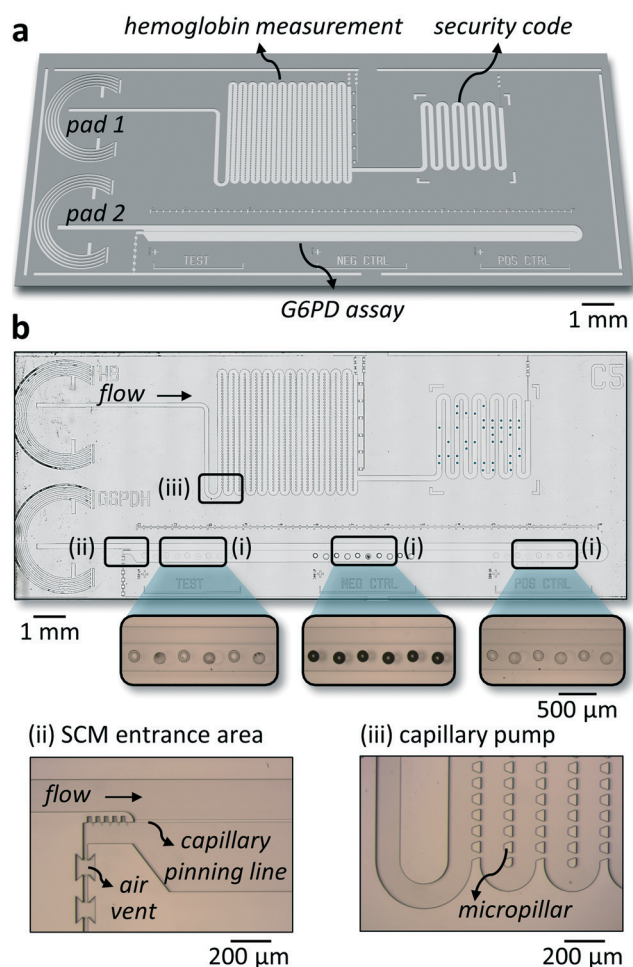 a
hemoglobin measurement
security code
pad 1
pad 2
TEST
NEG CTRL
POS CTRL
G6PD assay
1 mm
b
HB
C5
flow
(iii)
G6PDH
(ii)
(i)
(i)
(i)
TEST
NEG CTRL
POS CTRL
1 mm
500 µm
(ii) SCM entrance area
(iii) capillary pump
flow
capillary
pinning line
air
vent
micropillar
200 µm
200 µm